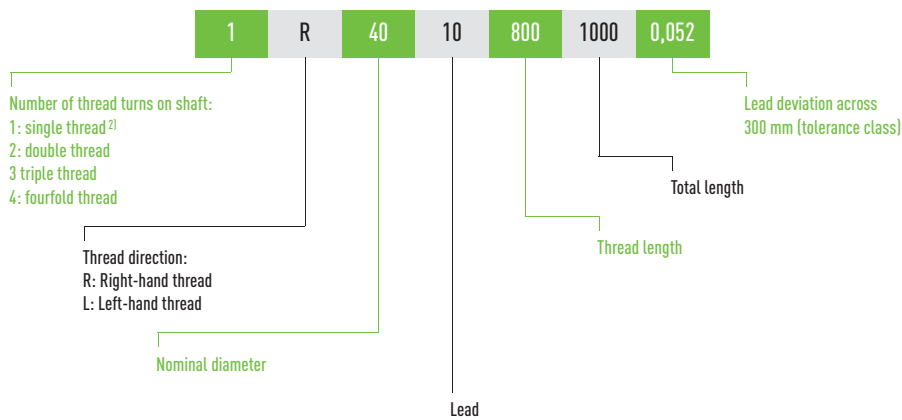 1 R 40 10 800 1000 0,052
Number of thread turns on shaft:
1: single thread 2)
2: double thread
3 triple thread
4: fourfold thread
Lead deviation across
300 mm (tolerance class)
Total length
Thread length
Thread direction:
R: Right-hand thread
L: Left-hand thread
Nominal diameter
Lead